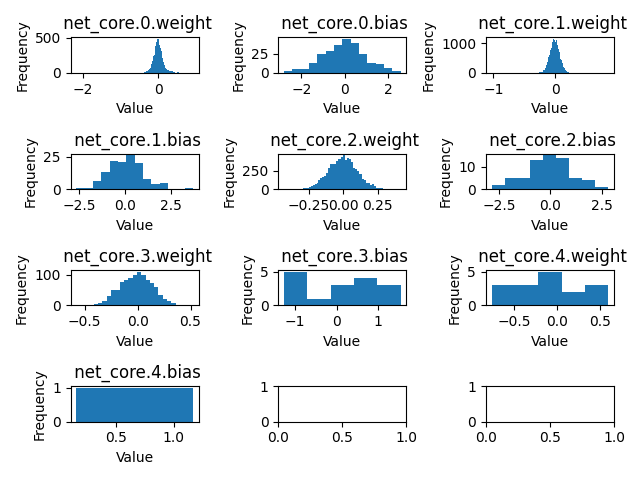 net_core.0.weight
Frequency
500
0
−2
0
Value
net_core.0.bias
Frequency
25
0
−2
0
2
Value
net_core.1.weight
Frequency
1000
0
−1
0
Value
net_core.1.bias
Frequency
25
0
−2.5
0.0
2.5
Value
net_core.2.weight
Frequency
250
0
−0.25
0.00
0.25
Value
net_core.2.bias
Frequency
10
0
−2.5
0.0
2.5
Value
net_core.3.weight
Frequency
100
0
−0.5
0.0
0.5
Value
net_core.3.bias
Frequency
5
0
−1
0
1
Value
net_core.4.weight
Frequency
5
0
−0.5
0.0
0.5
Value
net_core.4.bias
Frequency
1
0
0.5
1.0
Value
1
0
0.0
0.5
1.0
1
0
0.0
0.5
1.0